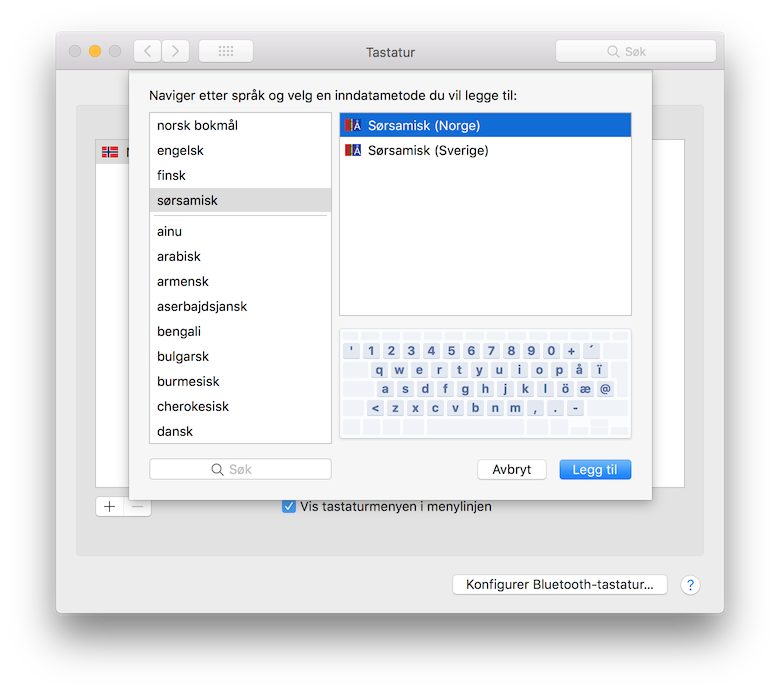 Tastatur
Søk
Naviger etter språk og velg en inndatametode du vil legge til:
norsk bokmål
engelsk
finsk
sørsamisk
ainu
arabisk
armensk
aserbajdsjansk
bengali
bulgarsk
burmesisk
cherokesisk
dansk
Søk
Sørsamisk (Norge)
Sørsamisk (Sverige)
' 1 2 3 4 5 6 7 8 9 0 + ´
q w e r t y u i o p å ï
a s d f g h j k l ö æ @
< z x c v b n m , . -
Avbryt
Legg til
Vis tastaturmenyen i menylinjen
Konfigurer Bluetooth-tastatur...
?